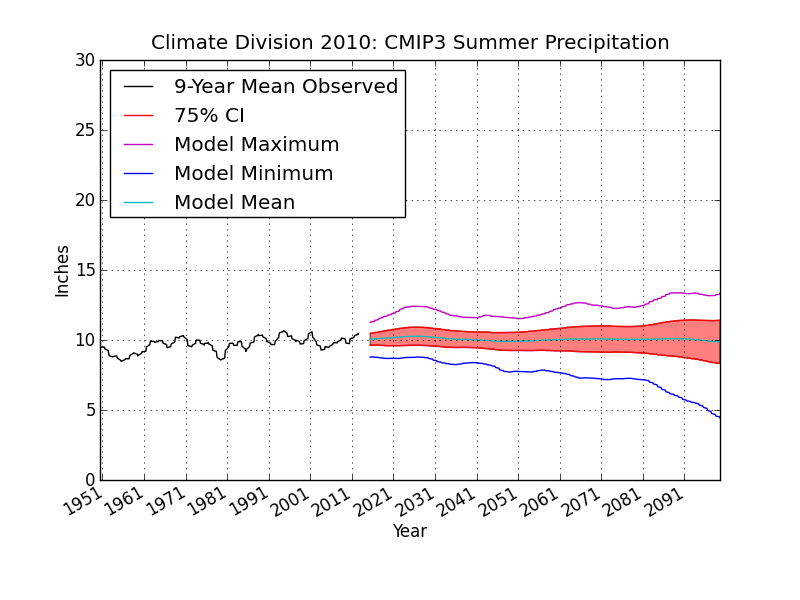 Climate Division 2010: CMIP3 Summer Precipitation
30
25
20
15
10
5
0
Inches
9-Year Mean Observed
75% CI
Model Maximum
Model Minimum
Model Mean
1951 1961 1971 1981 1991 2001 2011 2021 2031 2041 2051 2061 2071 2081 2091
Year